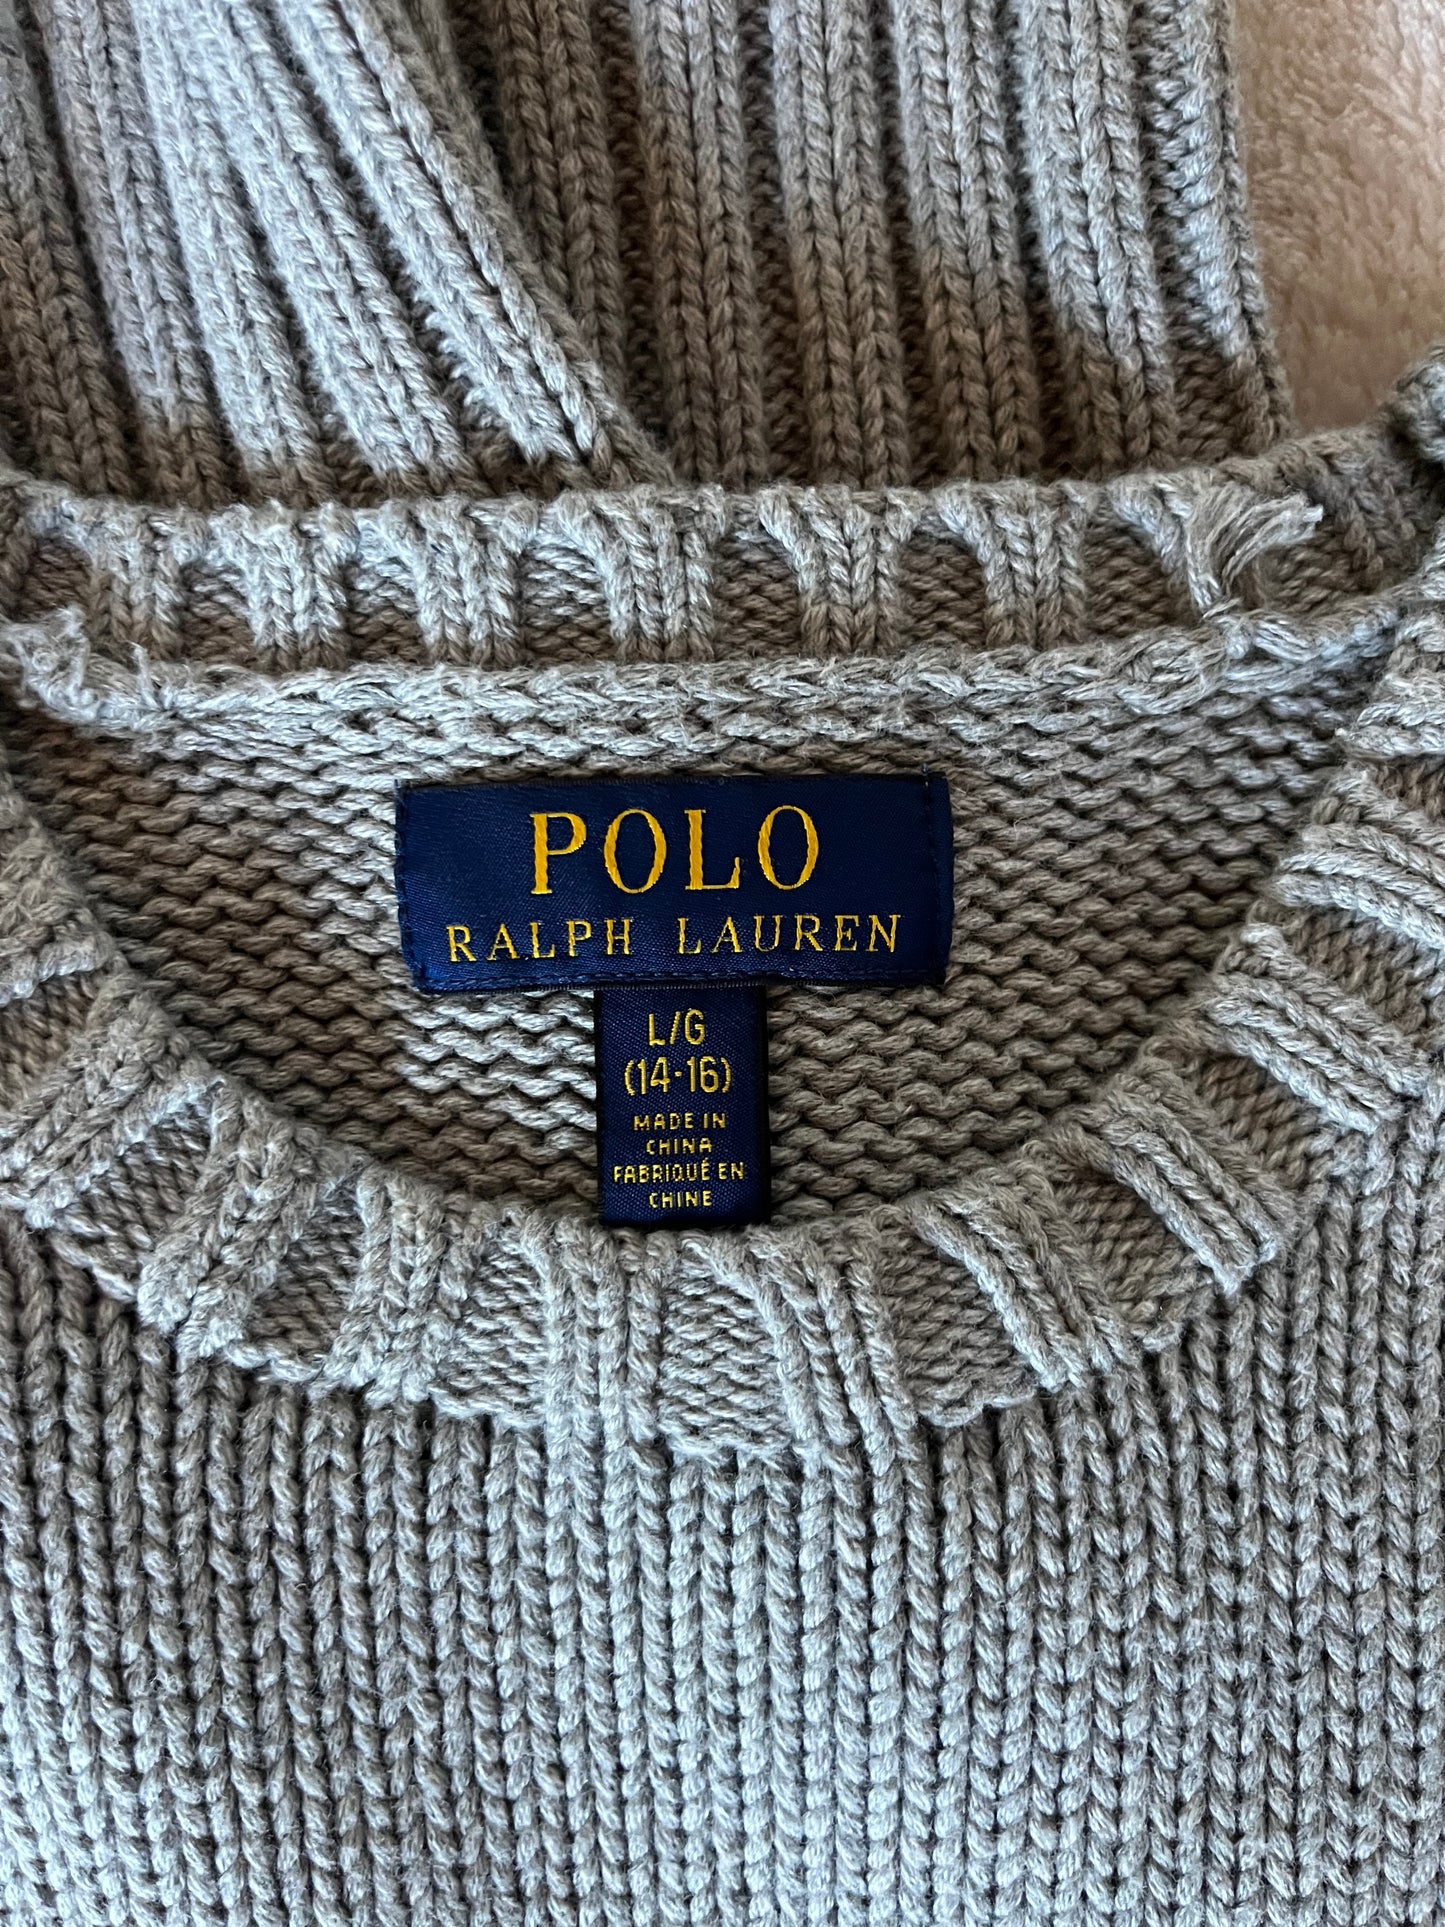 POLO
RALPH LAUREN
L/G
(14-16)
MADE IN
CHINA
FABRIQUÉ EN
CHINE